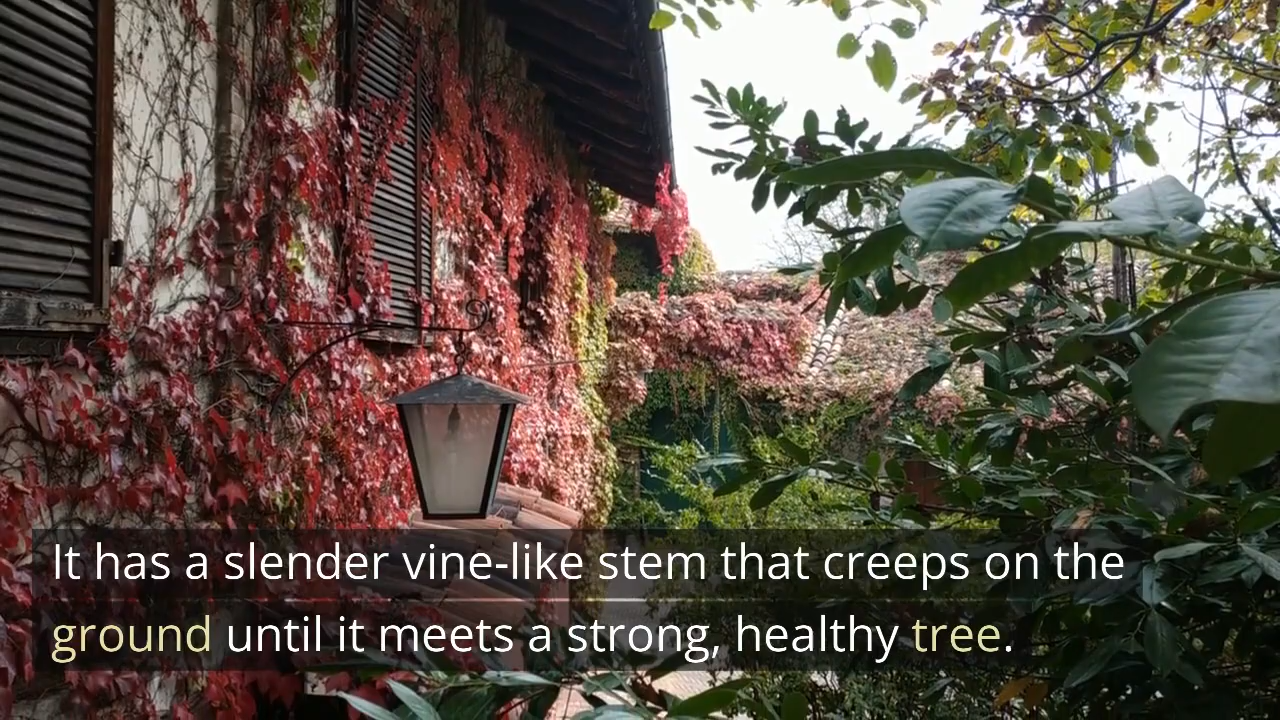 It has a slender vine-like stem that creeps on the
ground until it meets a strong, healthy tree.